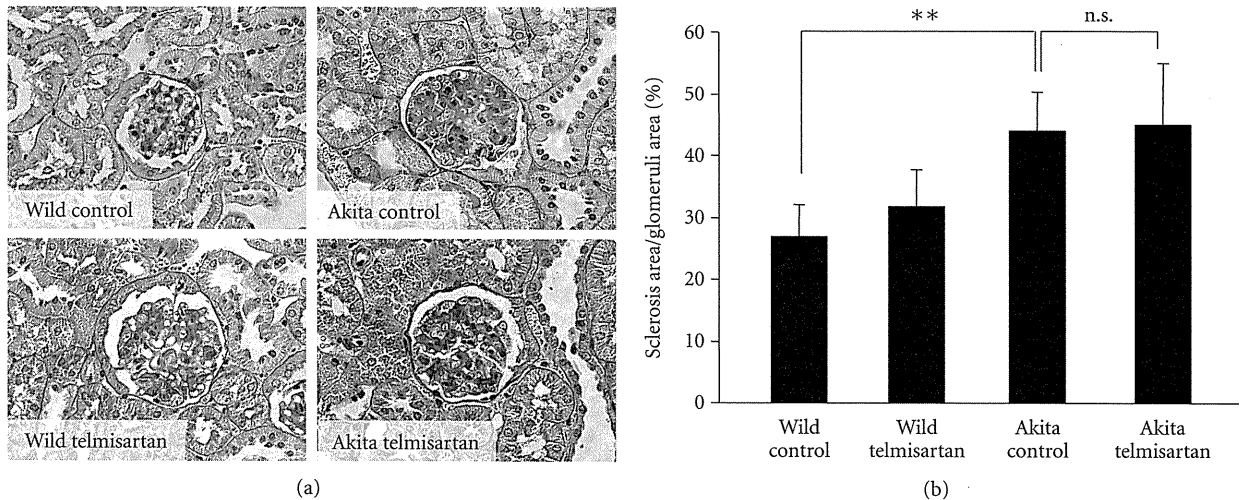 Wild control
Akita control
Wild telmisartan
Akita telmisartan
(a)
**
n.s.
Sclerosis area/glomeruli area (%)
60
50
40
30
20
10
0
Wild control
Wild telmisartan
Akita control
Akita telmisartan
(b)